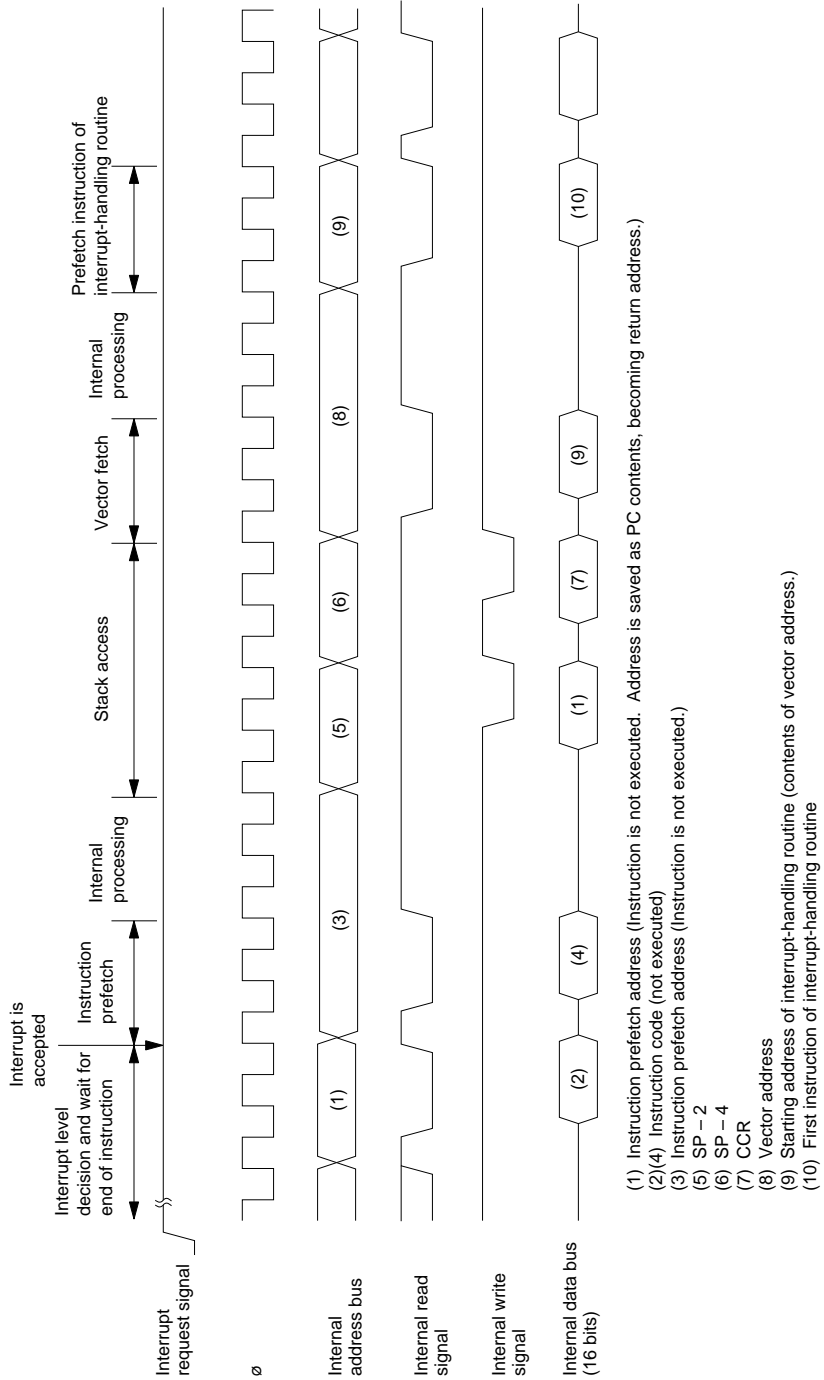 Interrupt is
accepted
Interrupt level
decision and wait for
end of instruction
Instruction
prefetch
Internal
processing
Stack access
Vector fetch
Internal
processing
Prefetch instruction of
interrupt-handling routine
Interrupt
request signal
ø
Internal
address bus
(1)
(3)
(5)
(6)
(8)
(9)
Internal read
signal
Internal write
signal
Internal data bus
(16 bits)
(2)
(4)
(1)
(7)
(9)
(10)
(1) Instruction prefetch address (Instruction is not executed. Address is saved as PC contents, becoming return address.)
(2)(4) Instruction code (not executed)
(3) Instruction prefetch address (Instruction is not executed.)
(5) SP – 2
(6) SP – 4
(7) CCR
(8) Vector address
(9) Starting address of interrupt-handling routine (contents of vector address.)
(10) First instruction of interrupt-handling routine